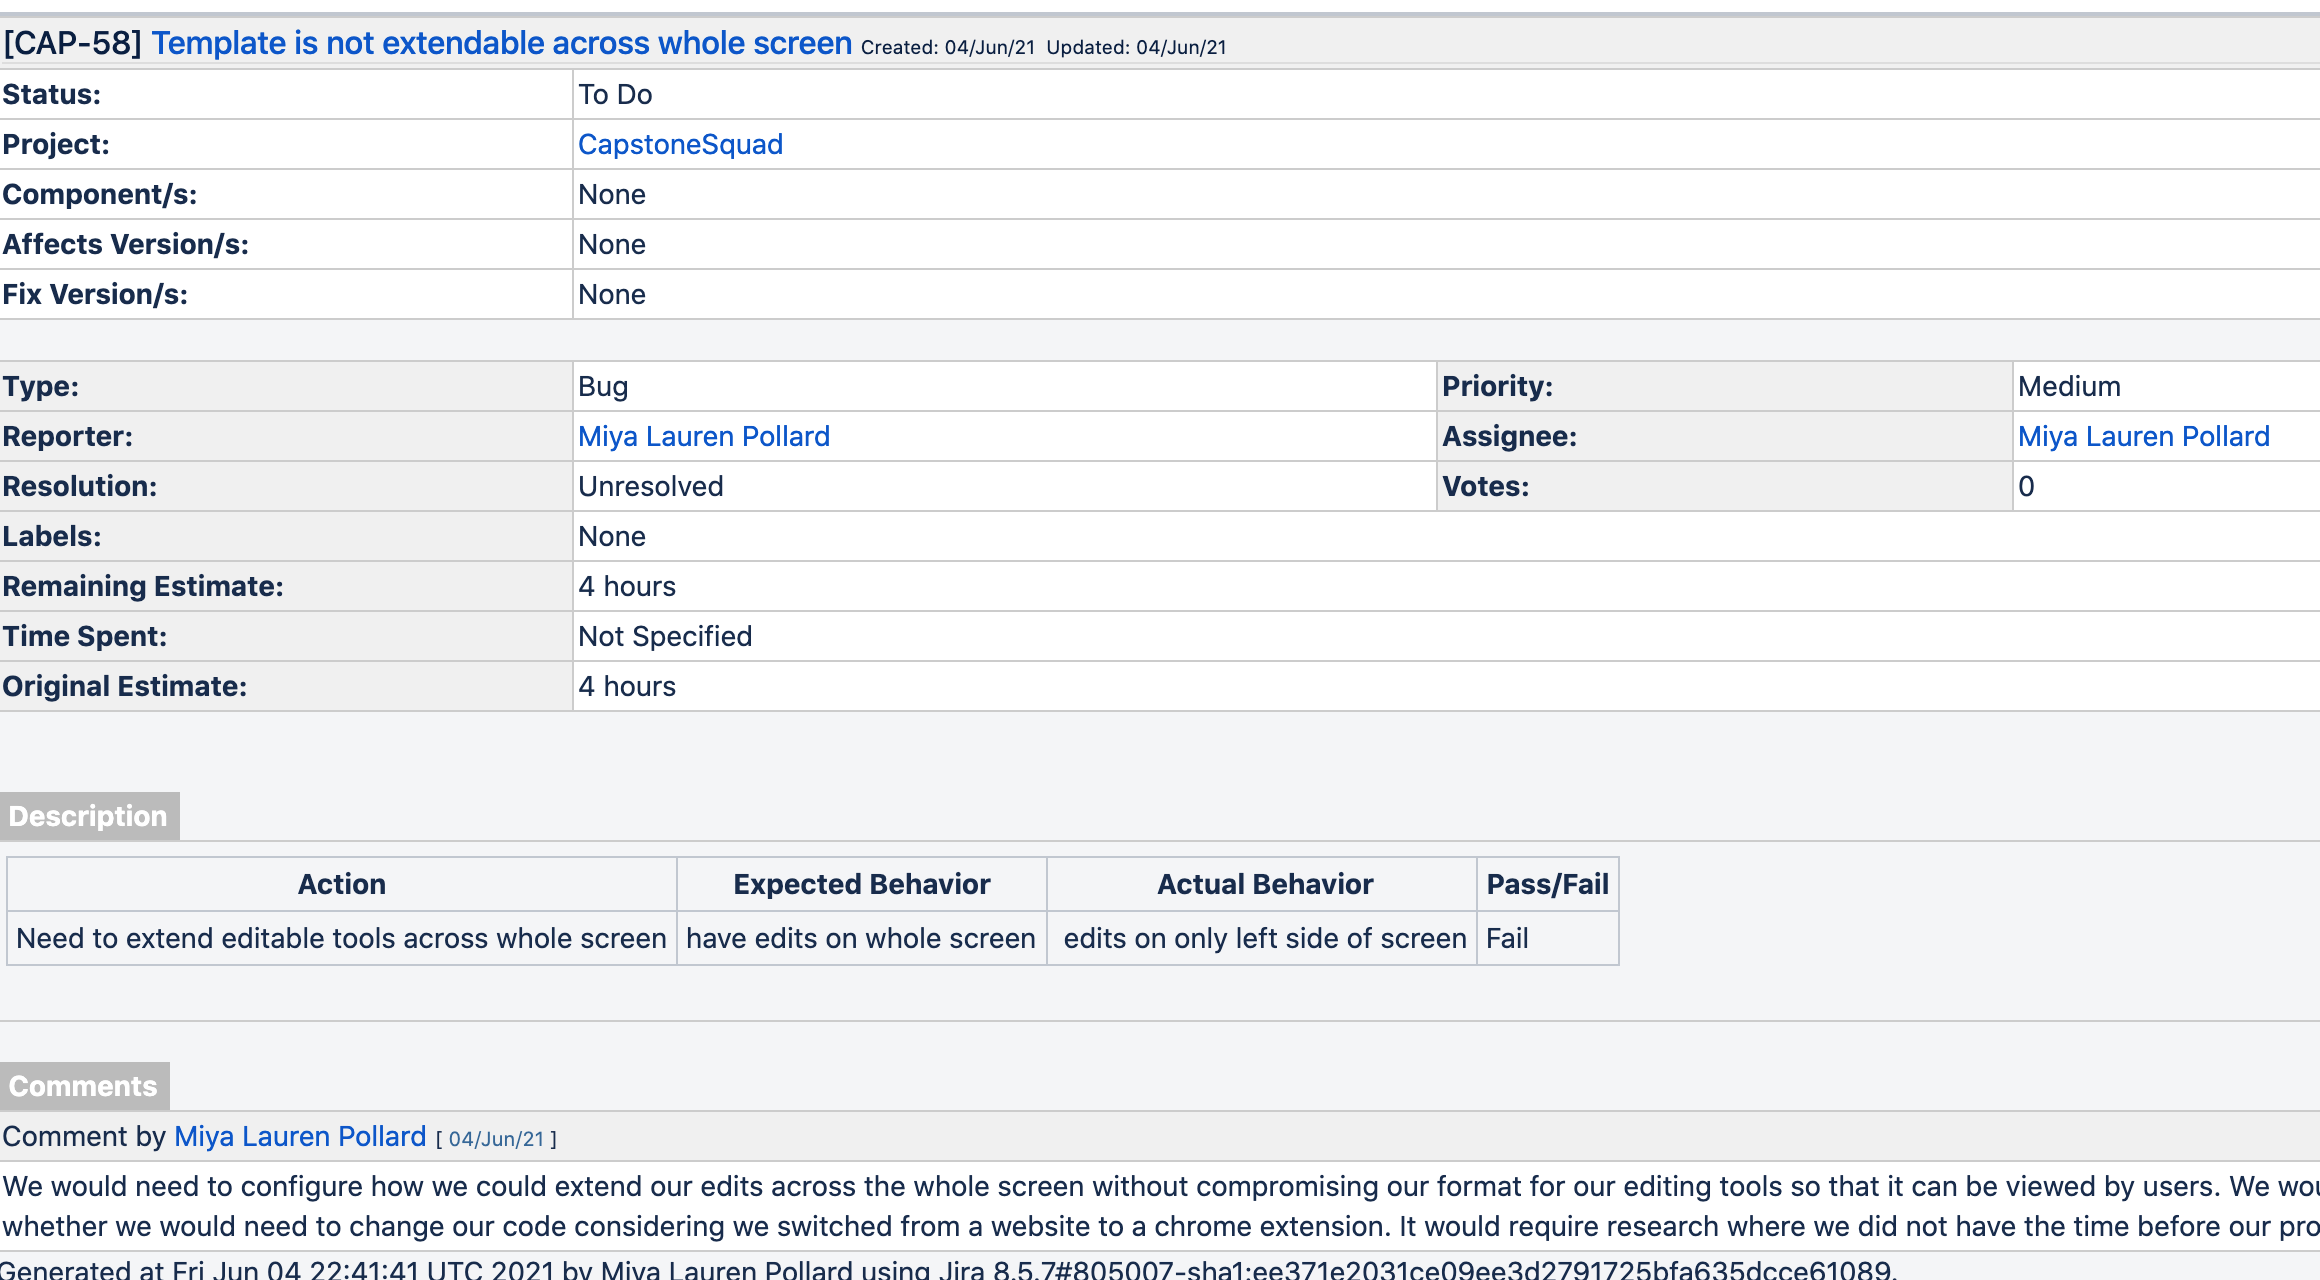 [CAP-58] Template is not extendable across whole screen Created: 04/Jun/21 Updated: 04/Jun/21
Status: To Do
Project: CapstoneSquad
Component/s: None
Affects Version/s: None
Fix Version/s: None
Type: Bug Priority: Medium
Reporter: Miya Lauren Pollard Assignee: Miya Lauren Pollard
Resolution: Unresolved Votes: 0
Labels: None
Remaining Estimate: 4 hours
Time Spent: Not Specified
Original Estimate: 4 hours
Description
Action Expected Behavior Actual Behavior Pass/Fail
Need to extend editable tools across whole screen have edits on whole screen edits on only left side of screen Fail
Comments
Comment by Miya Lauren Pollard [ 04/Jun/21 ]
We would need to configure how we could extend our edits across the whole screen without compromising our format for our editing tools so that it can be viewed by users. We
whether we would need to change our code considering we switched from a website to a chrome extension. It would require research where we did not have the time before our
Generated at Fri Jun 04 22:41:41 UTC 2021 by Miya Lauren Pollard using Jira 8.5.7#805007-sha1:ee371e2031ce09ee3d2791725bfa635dcce61089.